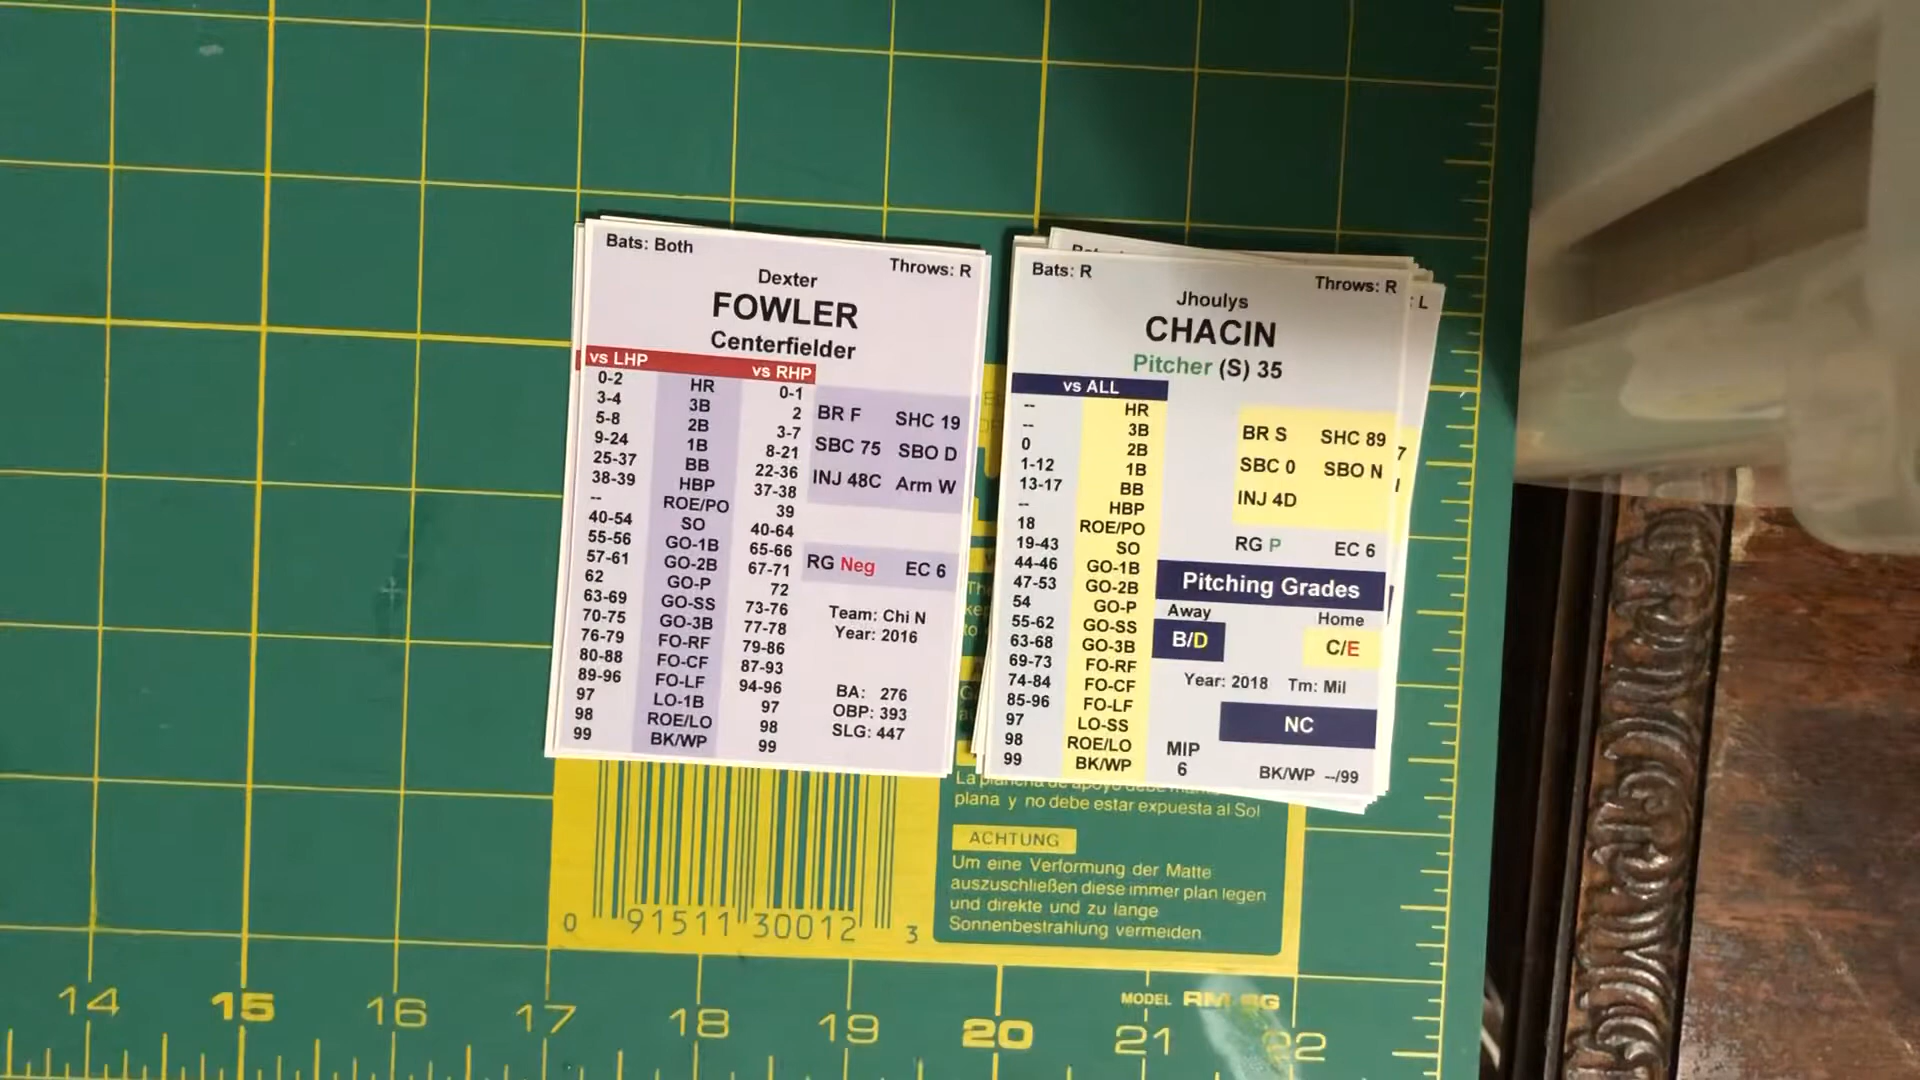 Bats: Both
Throws: R
Dexter
FOWLER
Centerfielder
vs LHP vs RHP
0-2 HR 0-1
3-4 3B 2
5-8 2B 3-7
9-24 1B 8-21
25-37 BB 22-36
38-39 HBP 37-38
-- ROE/PO 39
40-54 SO 40-64
55-56 GO-1B 65-66
57-61 GO-2B 67-71
62 GO-P 72
63-69 GO-SS 73-76
70-75 GO-3B 77-78
76-79 FO-RF 79-86
80-88 FO-CF 87-93
89-96 FO-LF 94-96
97 LO-1B 97
98 ROE/LO 98
99 BK/WP 99
BR F SHC 19
SBC 75 SBO D
INJ 48C Arm W
RG Neg EC 6
Team: Chi N
Year: 2016
BA: 276
OBP: 393
SLG: 447
Bats: R
Throws: R
: L
Jhoulys
CHACIN
Pitcher (S) 35
vs ALL
-- HR
-- 3B
0 2B
1-12 1B
13-17 BB
-- HBP
18 ROE/PO
19-43 SO
44-46 GO-1B
47-53 GO-2B
54 GO-P
55-62 GO-SS
63-68 GO-3B
69-73 FO-RF
74-84 FO-CF
85-96 FO-LF
97 LO-SS
98 ROE/LO
99 BK/WP
BR S SHC 89
SBC 0 SBO N
INJ 4D
RG P EC 6
Pitching Grades
Away Home
B/D C/E
Year: 2018 Tm: Mil
NC
MIP
6
BK/WP --/99
7
plana y no debe estar expuesta al Sol
ACHTUNG
Um eine Verformung der Matte
auszuschließen diese immer plan legen
und direkte und zu lange
Sonnenbestrahlung vermeiden
0 91511 30012 3
MODEL
14 15 16 17 18 19 20 21 22